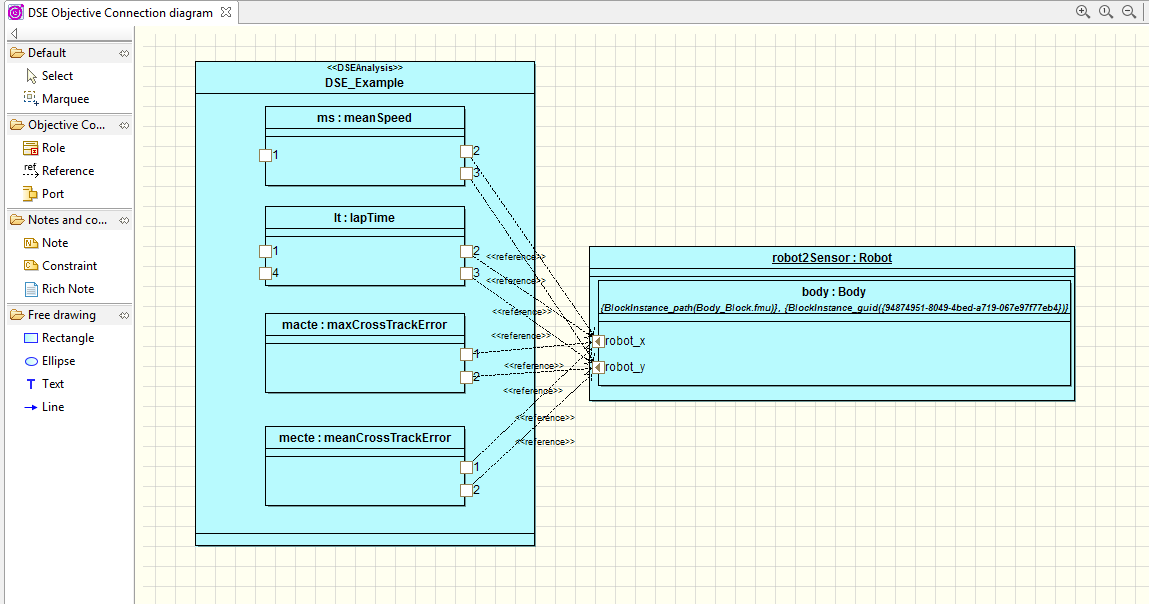 DSE Objective Connection diagram
Default
Select
Marquee
Objective Co...
Role
Reference
Port
Notes and co...
Note
Constraint
Rich Note
Free drawing
Rectangle
Ellipse
Text
Line
<<DSEAnalysis>>
DSE_Example
ms : meanSpeed
1
2
3
lt : lapTime
1
2
4
3
macte : maxCrossTrackError
1
2
mecte : meanCrossTrackError
1
2
<<reference>>
<<reference>>
<<reference>>
<<reference>>
<<reference>>
<<reference>>
<<reference>>
<<reference>>
robot2Sensor : Robot
body : Body
{BlockInstance_path(Body_Block.fmu)}, {BlockInstance_guid({94874951-8049-4bed-a719-067e97f77eb4})}
robot_x
robot_y